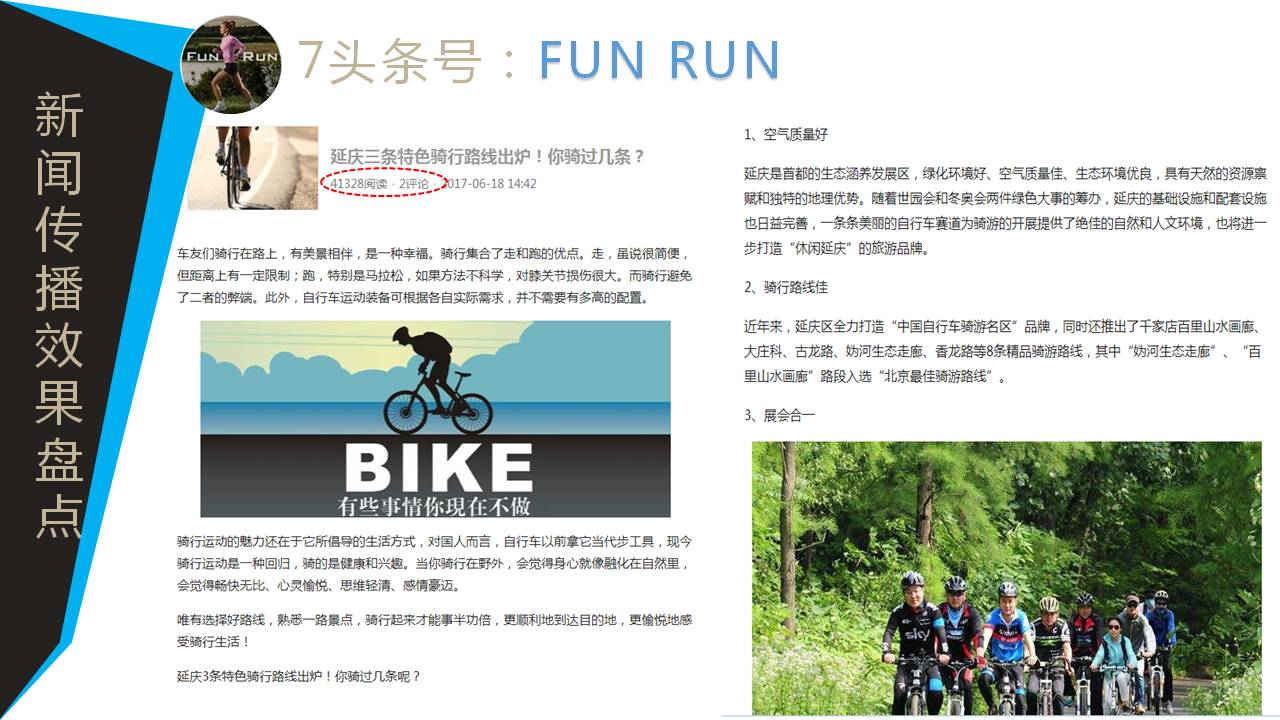 新闻传播效果盘点
FUN RUN
7头条号：FUN RUN
延庆三条特色骑行路线出炉！你骑过几条？
41328阅读 · 2评论 · 2017-06-18 14:42
车友们骑行在路上，有美景相伴，是一种幸福。骑行集合了走和跑的优点。走，虽说很简便，
但距离上有一定限制；跑，特别是马拉松，如果方法不科学，对膝关节损伤很大。而骑行避免
了二者的弊端。此外，自行车运动装备可根据各自实际需求，并不需要有多高的配置。
BIKE
有些事情你現在不做
骑行运动的魅力还在于它所倡导的生活方式，对国人而言，自行车以前拿它当代步工具，现今
骑行运动是一种回归，骑的是健康和兴趣。当你骑行在野外，会觉得身心就像融化在自然里，
会觉得畅快无比、心灵愉悦、思维轻清、感情豪迈。
唯有选择好路线，熟悉一路景点，骑行起来才能事半功倍，更顺利地到达目的地，更愉悦地感
受骑行生活！
延庆3条特色骑行路线出炉！你骑过几条呢？
1、空气质量好
延庆是首都的生态涵养发展区，绿化环境好、空气质量佳、生态环境优良，具有天然的资源禀
赋和独特的地理优势。随着世园会和冬奥会两件绿色大事的筹办，延庆的基础设施和配套设施
也日益完善，一条条美丽的自行车赛道为骑游的开展提供了绝佳的自然和人文环境，也将进一
步打造“休闲延庆”的旅游品牌。
2、骑行路线佳
近年来，延庆区全力打造“中国自行车骑游名区”品牌，同时还推出了千家店百里山水画廊、
大庄科、古龙路、妫河生态走廊、香龙路等8条精品骑游路线，其中“妫河生态走廊”、“百
里山水画廊”路段入选“北京最佳骑游路线”。
3、展会合一
sky